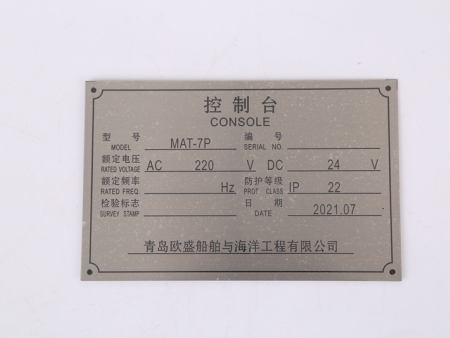 控制台
CONSOLE
型号 MAT-7P 编号
MODEL SERIAL NO.
额定电压 AC 220 V DC 24 V
RATED VOLTAGE
额定频率 Hz 防护等级 IP 22
RATED FREQ. PROT CLASS
检验标志 日期 2021.07
SURVEY STAMP DATE
青岛欧盛船舶与海洋工程有限公司